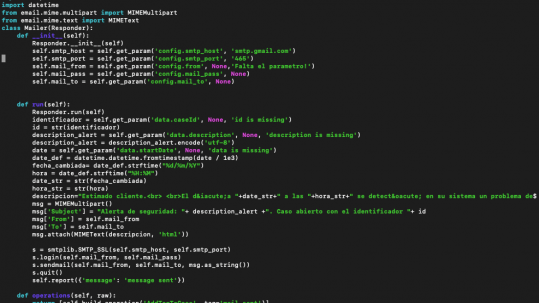 import datetime
from email.mime.multipart import MIMEMultipart
from email.mime.text import MIMEText
class Mailer(Responder):
    def __init__(self):
        Responder.__init__(self)
        self.smtp_host = self.get_param('config.smtp_host', 'smtp.gmail.com')
        self.smtp_port = self.get_param('config.smtp_port', '465')
        self.mail_from = self.get_param('config.from', None,'Falta el parametro!')
        self.mail_pass = self.get_param('config.mail_pass', None)
        self.mail_to = self.get_param('config.mail_to', None)
    def run(self):
        Responder.run(self)
        identificador = self.get_param('data.caseId', None, 'id is missing')
        id = str(identificador)
        description_alert = self.get_param('data.description', None, 'description is missing')
        description_alert = description_alert.encode('utf-8')
        date = self.get_param('data.startDate', None, 'data is missing')
        date_def = datetime.datetime.fromtimestamp(date / 1e3)
        fecha_cambiada= date_def.strftime("%d/%m/%Y")
        hora = date_def.strftime("%H:%M")
        date_str = str(fecha_cambiada)
        hora_str = str(hora)
        descripcion="Estimado cliente.<br> <br>El d&iacute;a "+date_str+" a las "+hora_str+" se detect&oacute; en su sistema un problema de$
        msg = MIMEMultipart()
        msg['Subject'] = "Alerta de seguridad: "+ description_alert +". Caso abierto con el identificador "+ id
        msg['From'] = self.mail_from
        msg['To'] = self.mail_to
        msg.attach(MIMEText(descripcion, 'html'))
        s = smtplib.SMTP_SSL(self.smtp_host, self.smtp_port)
        s.login(self.mail_from, self.mail_pass)
        s.sendmail(self.mail_from, self.mail_to, msg.as_string())
        s.quit()
        self.report({'message': 'message sent'})
    def operations(self, raw):